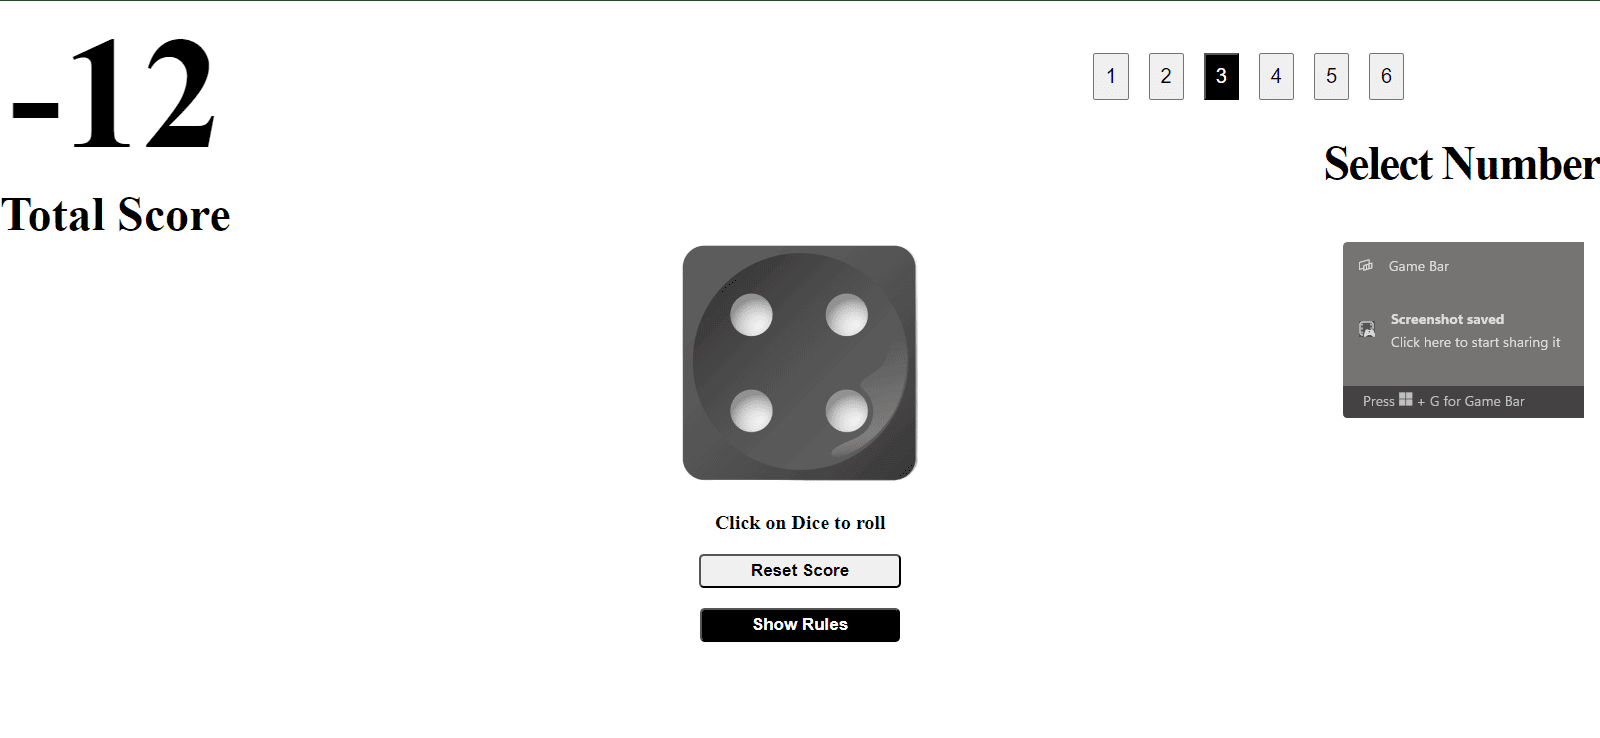 -12
Total Score
1 2 3 4 5 6
Select Number
Game Bar
Screenshot saved
Click here to start sharing it
Press + G for Game Bar
Click on Dice to roll
Reset Score
Show Rules